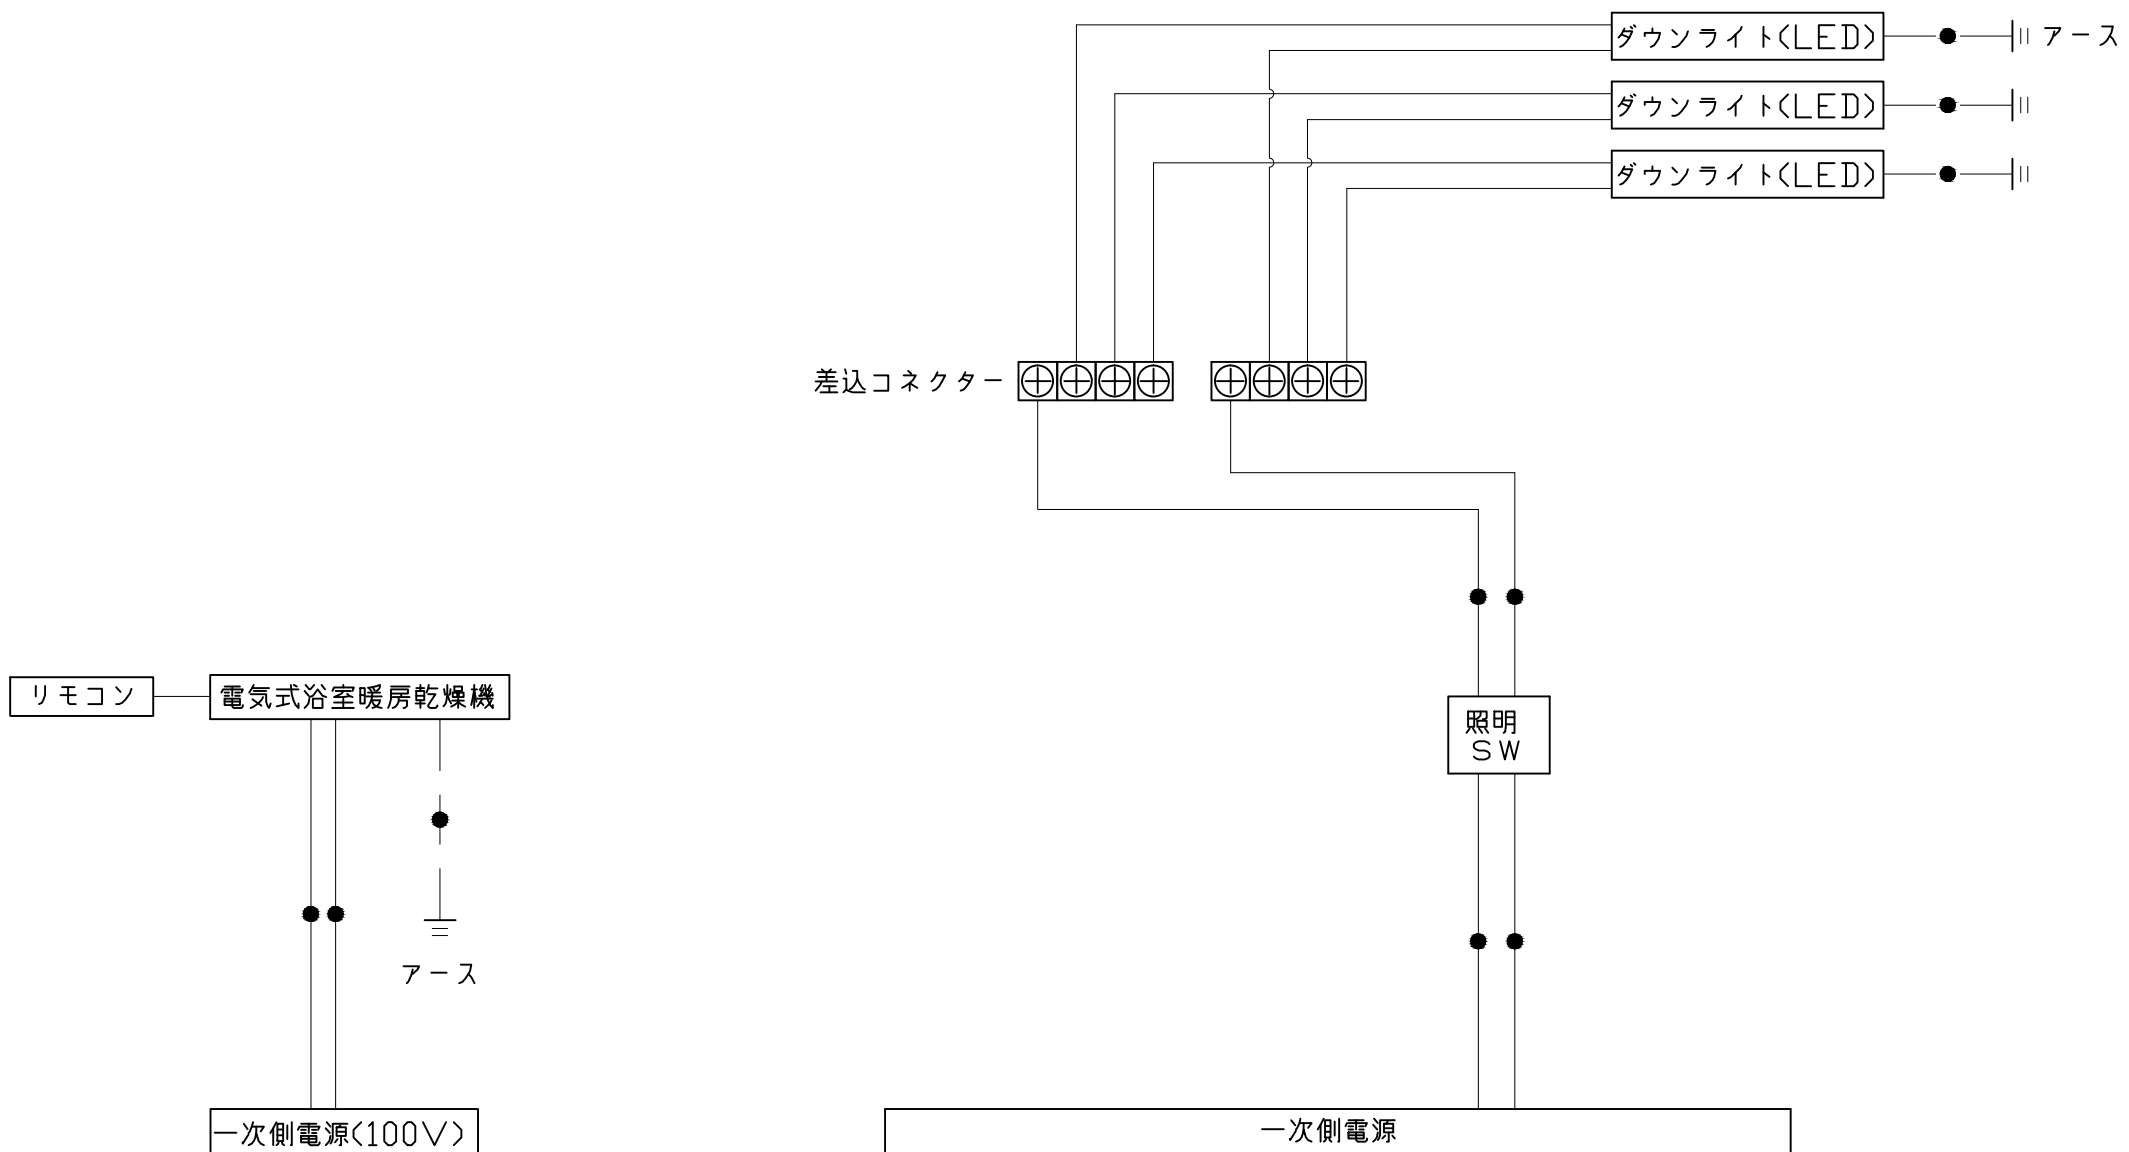 ダウンライト(LED)
アース
ダウンライト(LED)
ダウンライト(LED)
差込コネクター
リモコン
電気式浴室暖房乾燥機
照明
SW
アース
一次側電源(100V)
一次側電源